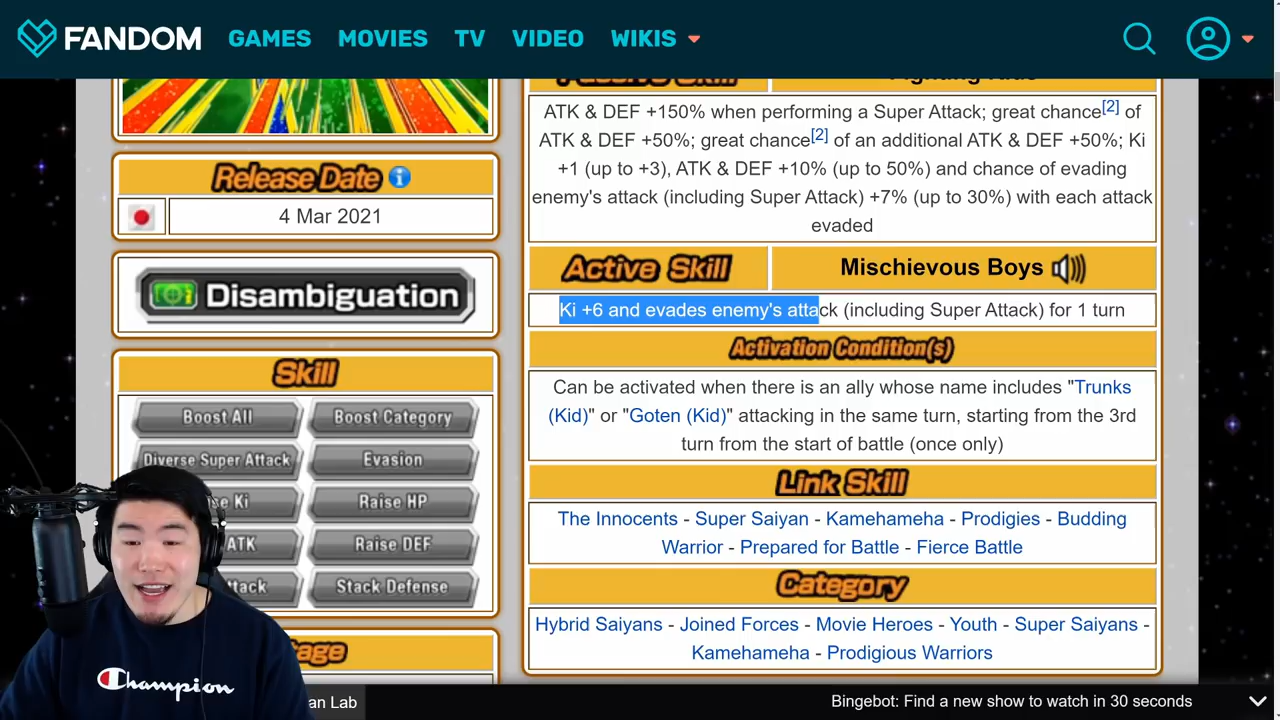 FANDOM GAMES MOVIES TV VIDEO WIKIS
Passive Skill
Fighting Kids
ATK & DEF +150% when performing a Super Attack; great chance[2] of
ATK & DEF +50%; great chance[2] of an additional ATK & DEF +50%; Ki
+1 (up to +3), ATK & DEF +10% (up to 50%) and chance of evading
enemy's attack (including Super Attack) +7% (up to 30%) with each attack
evaded
Release Date i
4 Mar 2021
Disambiguation
Active Skill
Mischievous Boys
Ki +6 and evades enemy's attack (including Super Attack) for 1 turn
Activation Condition(s)
Can be activated when there is an ally whose name includes "Trunks
(Kid)" or "Goten (Kid)" attacking in the same turn, starting from the 3rd
turn from the start of battle (once only)
Skill
Boost All
Boost Category
Diverse Super Attack
Evasion
Ki
Raise HP
ATK
Raise DEF
Stack Defense
Link Skill
The Innocents - Super Saiyan - Kamehameha - Prodigies - Budding
Warrior - Prepared for Battle - Fierce Battle
Category
Hybrid Saiyans - Joined Forces - Movie Heroes - Youth - Super Saiyans -
Kamehameha - Prodigious Warriors
Champion
an Lab
Bingebot: Find a new show to watch in 30 seconds